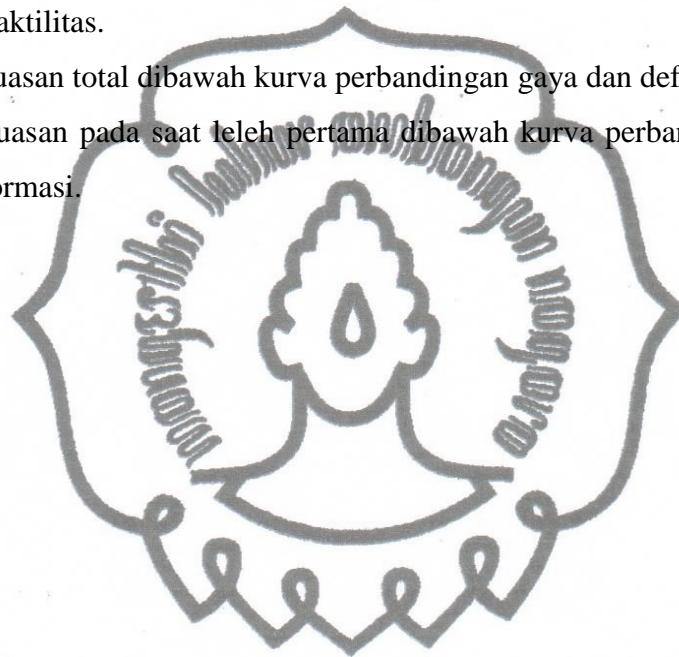 aktilitas.
uasan total dibawah kurva perbandingan gaya dan def
uasan pada saat leleh pertama dibawah kurva perban
ormasi.